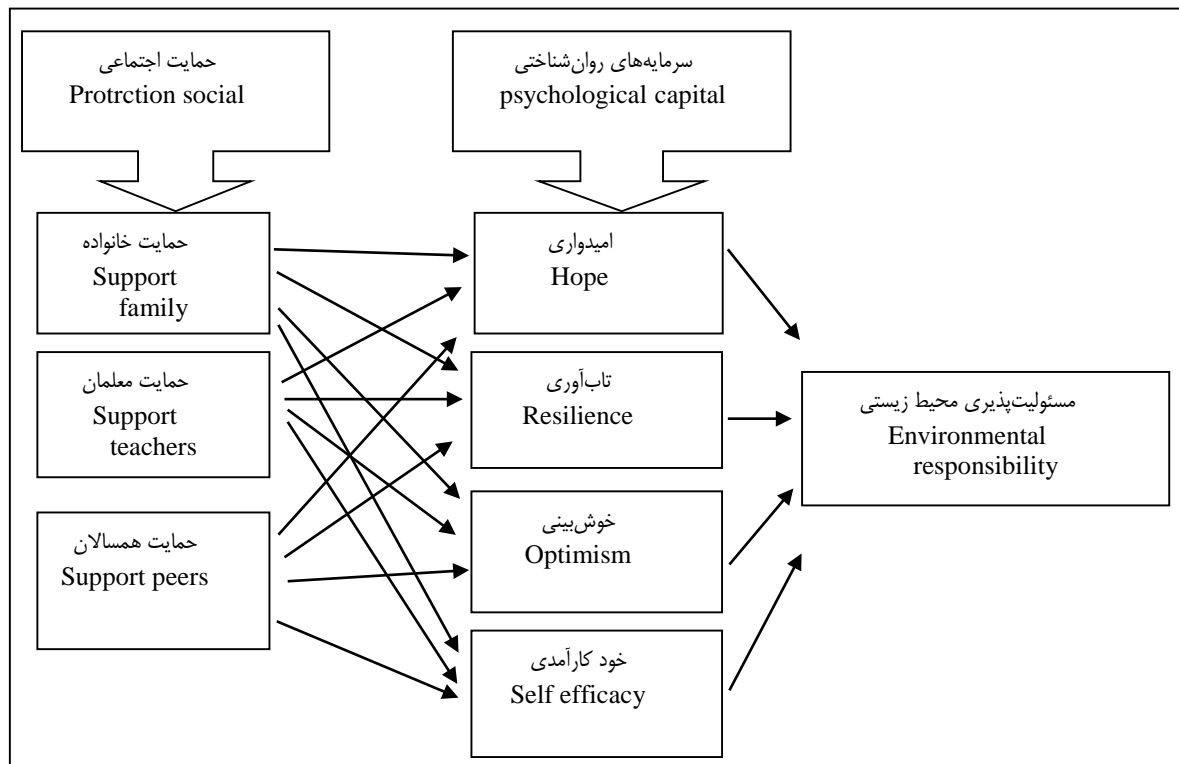 حمایت اجتماعی
Protrction social
سرمایه‌های روان‌شناختی
psychological capital
حمایت خانواده
Support
family
امیدواری
Hope
حمایت معلمان
Support
teachers
تاب‌آوری
Resilience
مسئولیت‌پذیری محیط زیستی
Environmental
responsibility
حمایت همسالان
Support peers
خوش‌بینی
Optimism
خود کارآمدی
Self efficacy